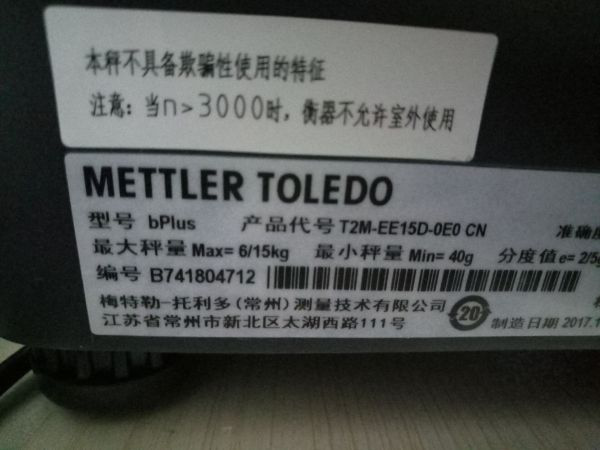 本秤不具备欺骗性使用的特征
注意：当n>3000时，衡器不允许室外使用
METTLER TOLEDO
型号 bPlus 产品代号 T2M-EE15D-0E0 CN 准确度
最大秤量 Max= 6/15kg 最小秤量 Min= 40g 分度值 e= 2/5g
编号 B741804712
梅特勒-托利多(常州)测量技术有限公司
江苏省常州市新北区太湖西路111号 20 制造日期 2017.1